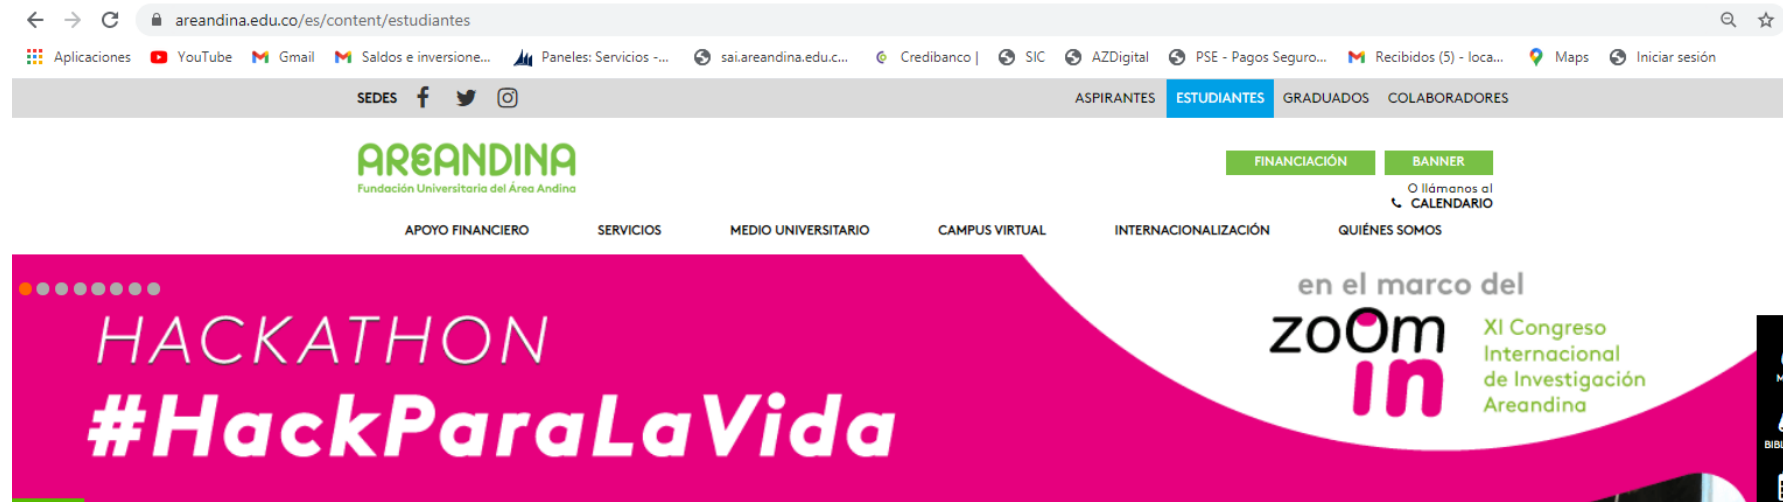 areandina.edu.co/es/content/estudiantes
Aplicaciones YouTube Gmail Saldos e inversione... Paneles: Servicios -... sai.areandina.edu.c... Credibanco | SIC AZDigital PSE - Pagos Seguro... Recibidos (5) - loca... Maps Iniciar sesión
SEDES ASPIRANTES ESTUDIANTES GRADUADOS COLABORADORES
AREANDINA
Fundación Universitaria del Área Andina
FINANCIACIÓN BANNER
O llámanos al
CALENDARIO
APOYO FINANCIERO SERVICIOS MEDIO UNIVERSITARIO CAMPUS VIRTUAL INTERNACIONALIZACIÓN QUIÉNES SOMOS
HACKATHON
#HackParaLaVida
en el marco del
zoom
in
XI Congreso
Internacional
de Investigación
Areandina